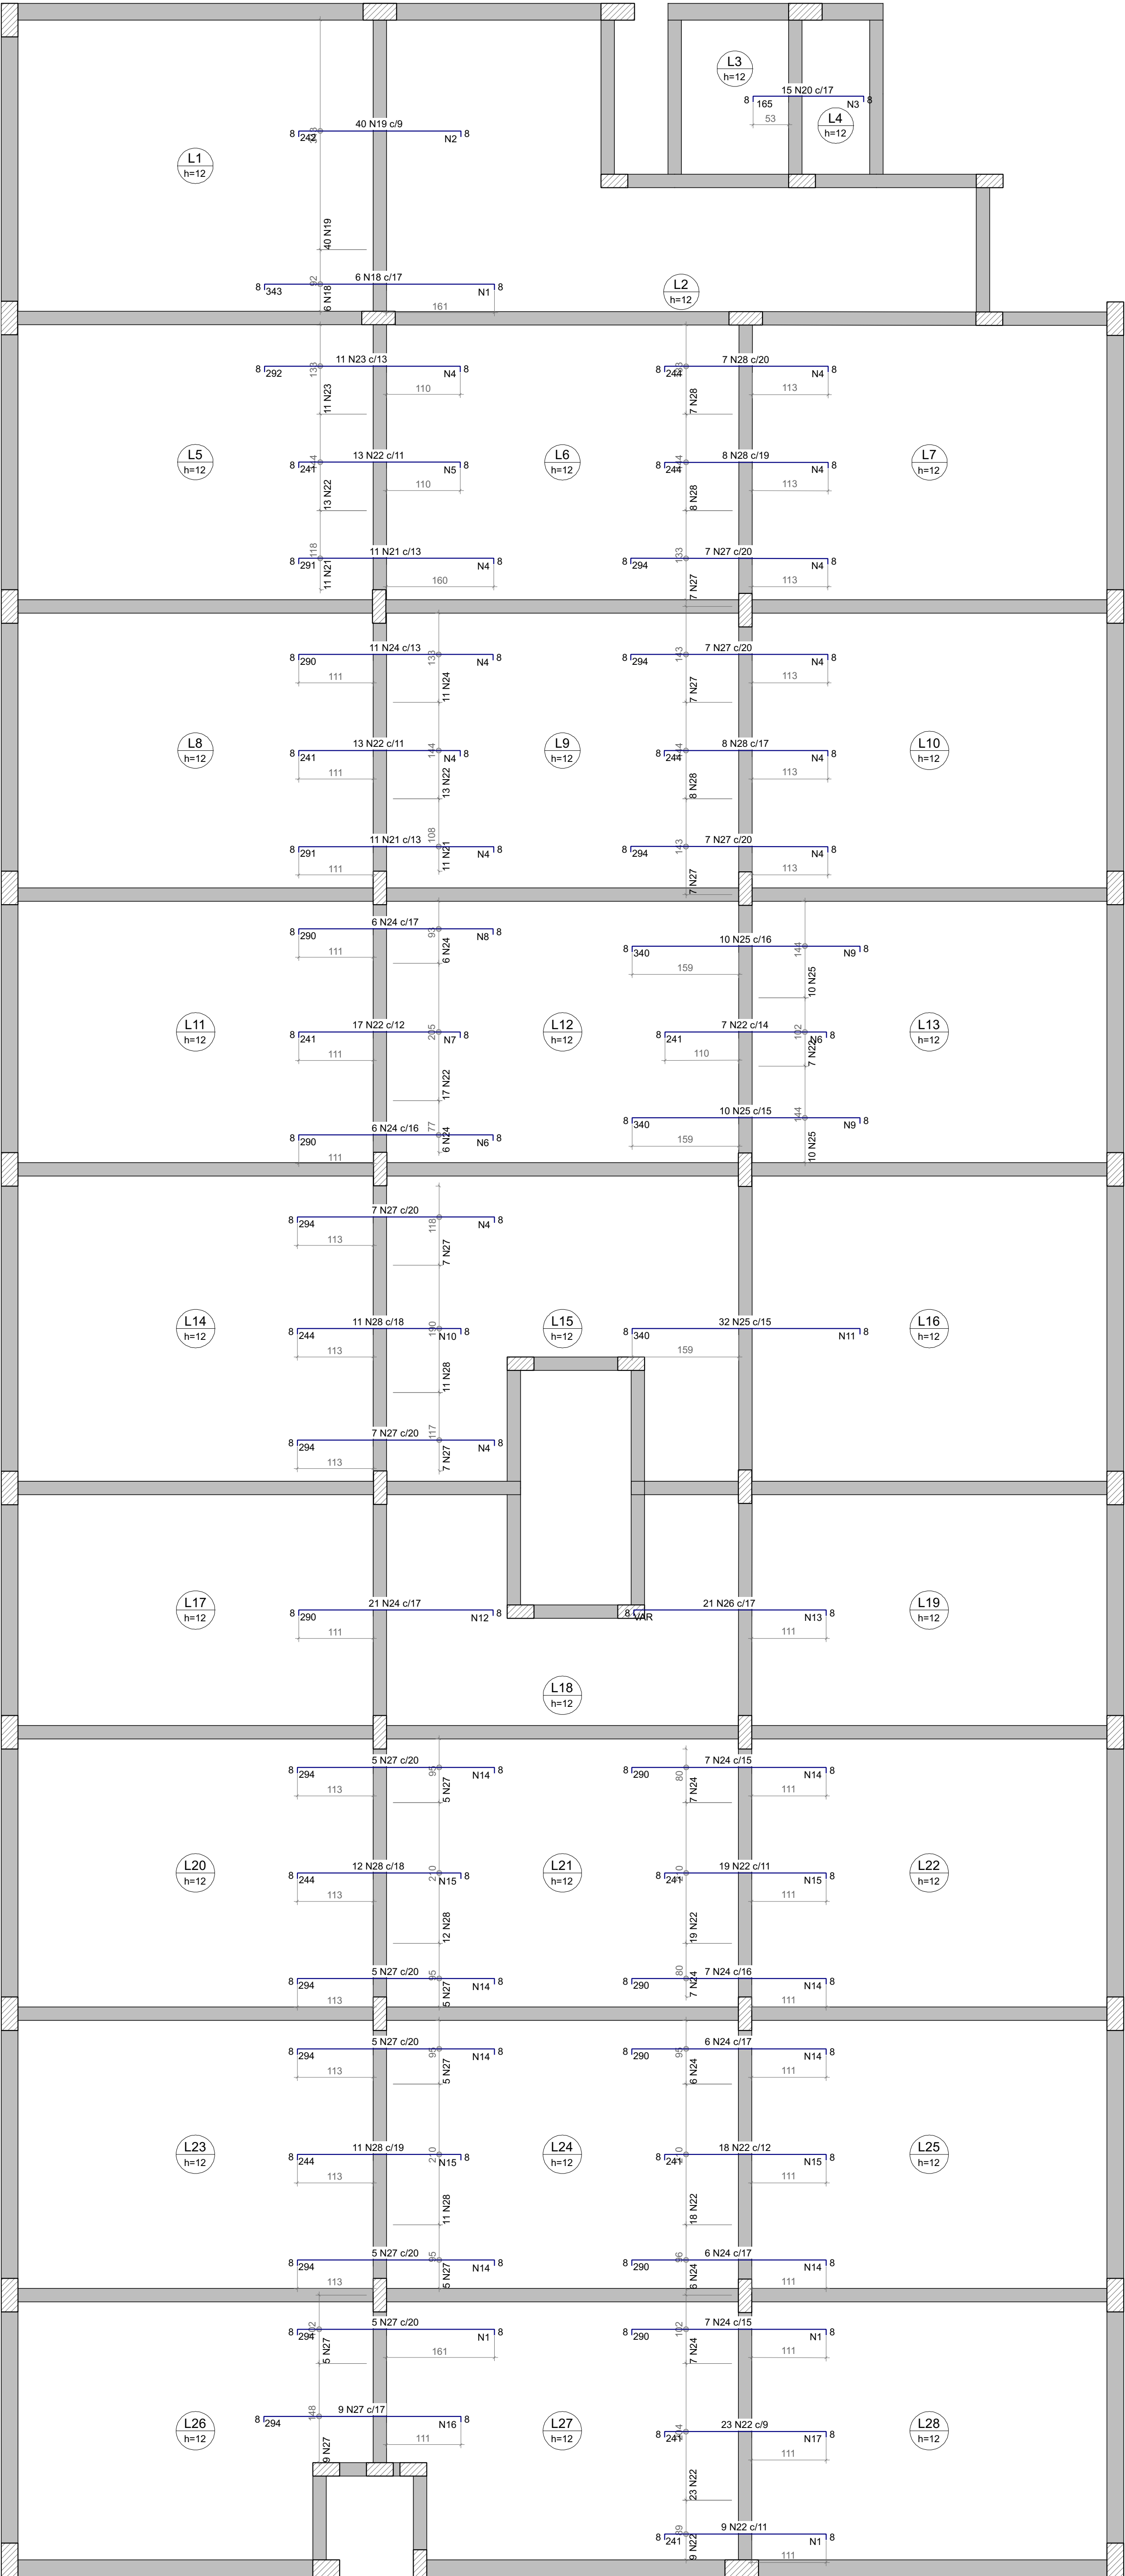 L3
h=12
15 N20 c/17
8 165 N3 8
53
L4
h=12
40 N19 c/9
8 242 N2 8
L1
h=12
40 N19
92
6 N18 c/17
8 343 N1 8
6 N18
161
L2
h=12
11 N23 c/13
8 292 N4 8
133
110
11 N23
7 N28 c/20
8 244 N4 8
113
7 N28
L5
h=12
13 N22 c/11
8 241 N5 8
110
13 N22
L6
h=12
8 N28 c/19
8 244 N4 8
113
8 N28
L7
h=12
118
11 N21 c/13
8 291 N4 8
11 N21
160
133
7 N27 c/20
8 294 N4 8
113
7 N27
11 N24 c/13
8 290 N4 8
111
133
11 N24
7 N27 c/20
8 294 N4 8
143
113
7 N27
L8
h=12
13 N22 c/11
8 241 N4 8
111
144
13 N22
L9
h=12
8 N28 c/17
8 244 N4 8
113
8 N28
L10
h=12
11 N21 c/13
8 291 N4 8
111
108
11 N21
7 N27 c/20
8 294 N4 8
143
113
7 N27
6 N24 c/17
8 290 N8 8
111
93
6 N24
10 N25 c/16
8 340 N9 8
159
144
10 N25
L11
h=12
17 N22 c/12
8 241 N7 8
111
205
17 N22
L12
h=12
7 N22 c/14
8 241 N6 8
110
102
7 N22
L13
h=12
6 N24 c/16
8 290 N6 8
111
77
6 N24
10 N25 c/15
8 340 N9 8
159
144
10 N25
7 N27 c/20
8 294 N4 8
113
118
7 N27
L14
h=12
11 N28 c/18
8 244 N10 8
113
190
11 N28
L15
h=12
32 N25 c/15
8 340 N11 8
159
L16
h=12
7 N27 c/20
8 294 N4 8
113
117
7 N27
L17
h=12
21 N24 c/17
8 290 N12 8
111
21 N26 c/17
8 VAR N13 8
111
L19
h=12
L18
h=12
5 N27 c/20
8 294 N14 8
113
95
5 N27
7 N24 c/15
8 290 N14 8
80
111
7 N24
L20
h=12
12 N28 c/18
8 244 N15 8
113
210
12 N28
L21
h=12
19 N22 c/11
8 241 N15 8
111
19 N22
L22
h=12
5 N27 c/20
8 294 N14 8
113
95
5 N27
80
7 N24 c/16
8 290 N14 8
111
7 N24
5 N27 c/20
8 294 N14 8
113
95
5 N27
6 N24 c/17
8 290 N14 8
95
111
6 N24
L23
h=12
11 N28 c/19
8 244 N15 8
113
210
11 N28
L24
h=12
18 N22 c/12
8 241 N15 8
111
18 N22
L25
h=12
5 N27 c/20
8 294 N14 8
113
95
5 N27
6 N24 c/17
8 290 N14 8
96
111
6 N24
5 N27 c/20
8 294 N1 8
161
5 N27
7 N24 c/15
8 290 N1 8
102
111
7 N24
9 N27 c/17
8 294 N16 8
148
111
9 N27
L26
h=12
L27
h=12
23 N22 c/9
8 241 N17 8
111
23 N22
L28
h=12
89
9 N22 c/11
8 241 N1 8
111
9 N22